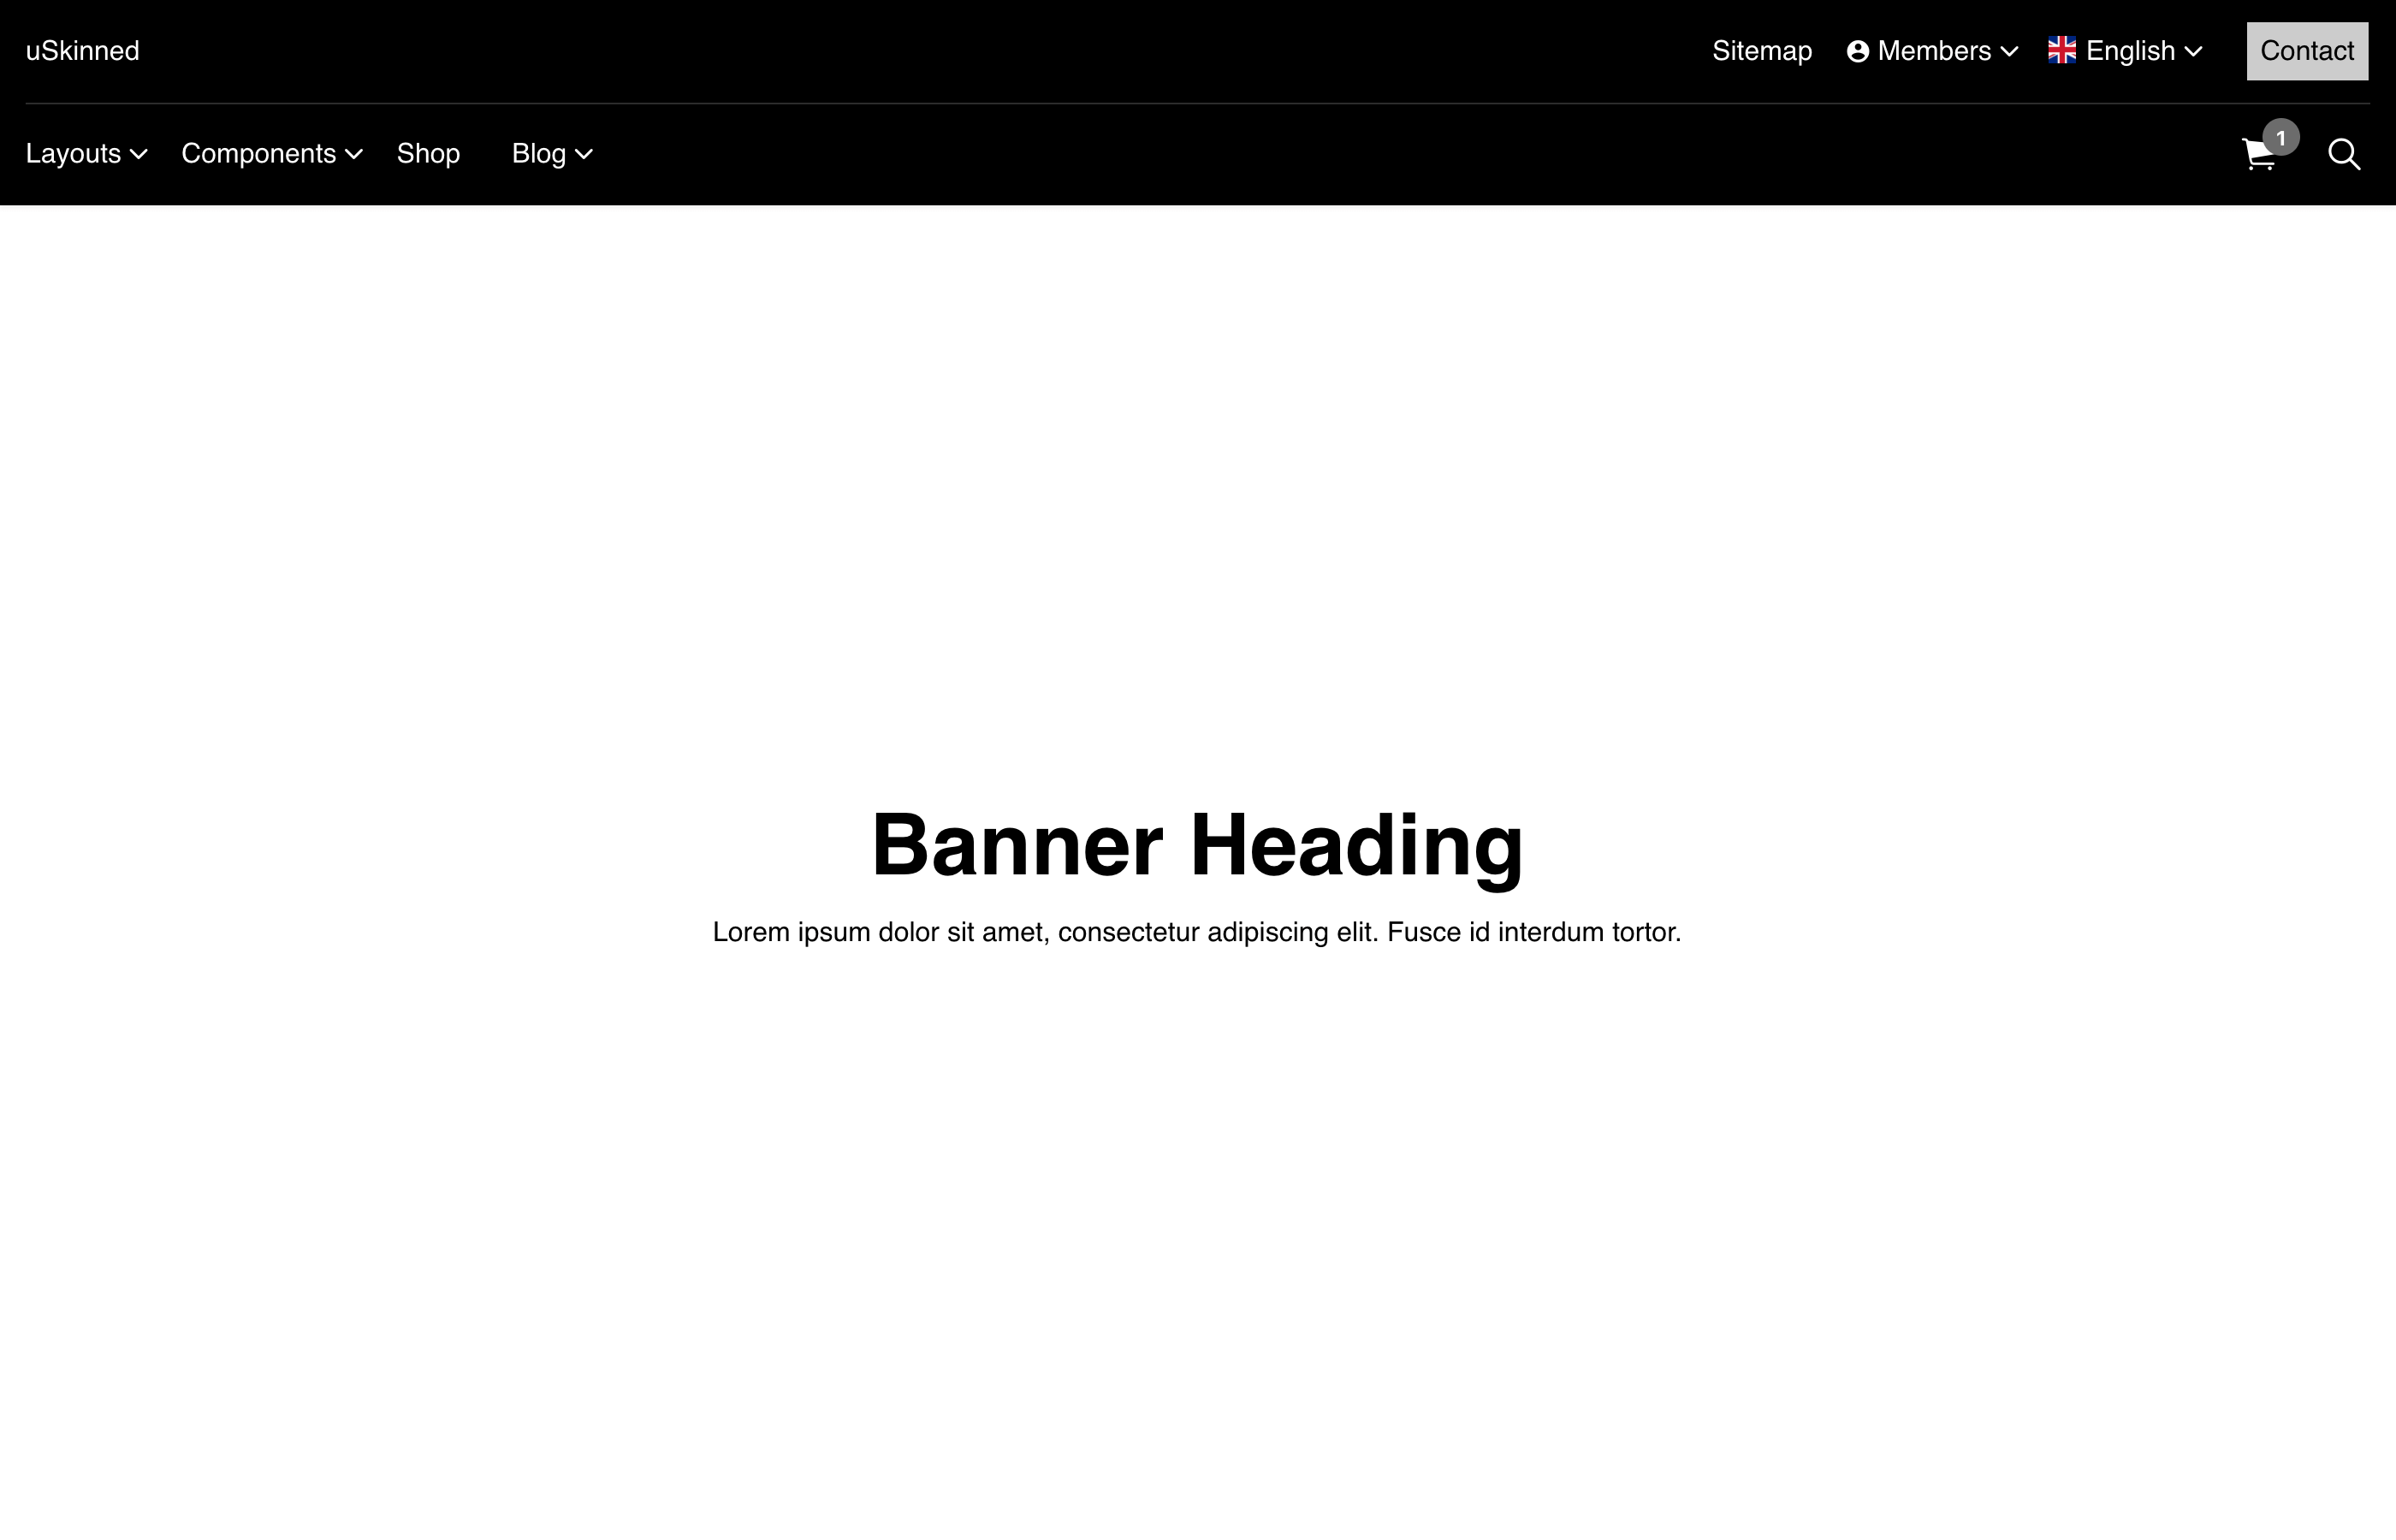 uSkinned
Sitemap Members English Contact
Layouts Components Shop Blog 1
Banner Heading
Lorem ipsum dolor sit amet, consectetur adipiscing elit. Fusce id interdum tortor.